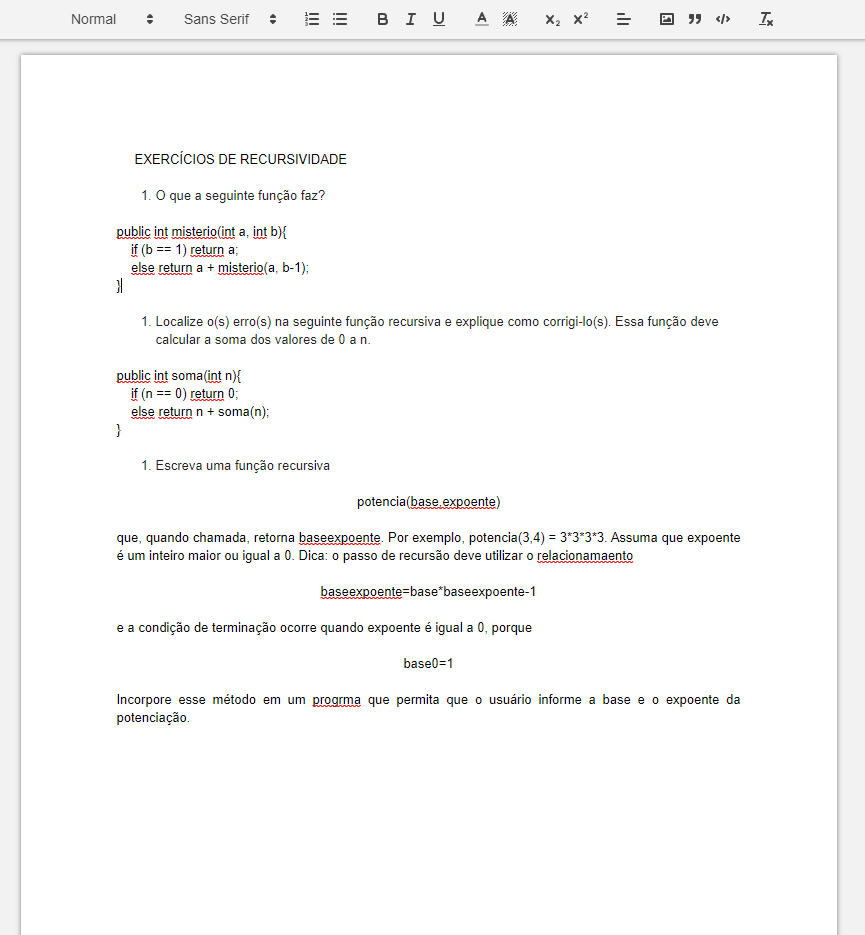 Normal Sans Serif
EXERCÍCIOS DE RECURSIVIDADE
1. O que a seguinte função faz?
public int misterio(int a, int b){
if (b == 1) return a;
else return a + misterio(a, b-1);
}
1. Localize o(s) erro(s) na seguinte função recursiva e explique como corrigi-lo(s). Essa função deve
calcular a soma dos valores de 0 a n.
public int soma(int n){
if (n == 0) return 0;
else return n + soma(n);
}
1. Escreva uma função recursiva
potencia(base,expoente)
que, quando chamada, retorna baseexpoente. Por exemplo, potencia(3,4) = 3*3*3*3. Assuma que expoente
é um inteiro maior ou igual a 0. Dica: o passo de recursão deve utilizar o relacionamaento
baseexpoente=base*baseexpoente-1
e a condição de terminação ocorre quando expoente é igual a 0, porque
base0=1
Incorpore esse método em um progrma que permita que o usuário informe a base e o expoente da
potenciação.